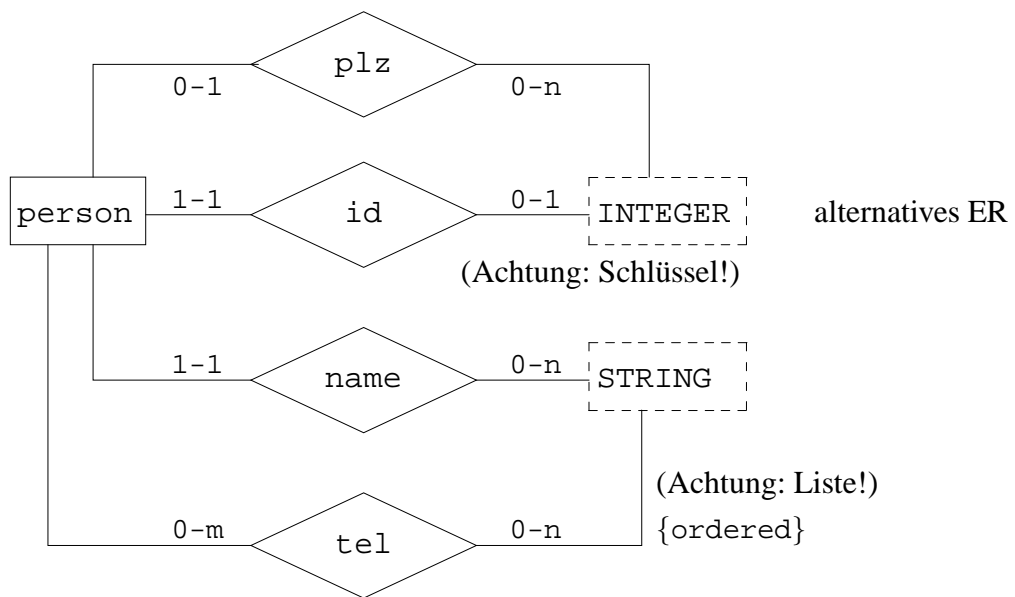 plz
0-1
0-n
person
1-1
id
0-1
INTEGER
alternatives ER
(Achtung: Schlüssel!)
1-1
name
0-n
STRING
(Achtung: Liste!)
0-m
tel
0-n
{ordered}